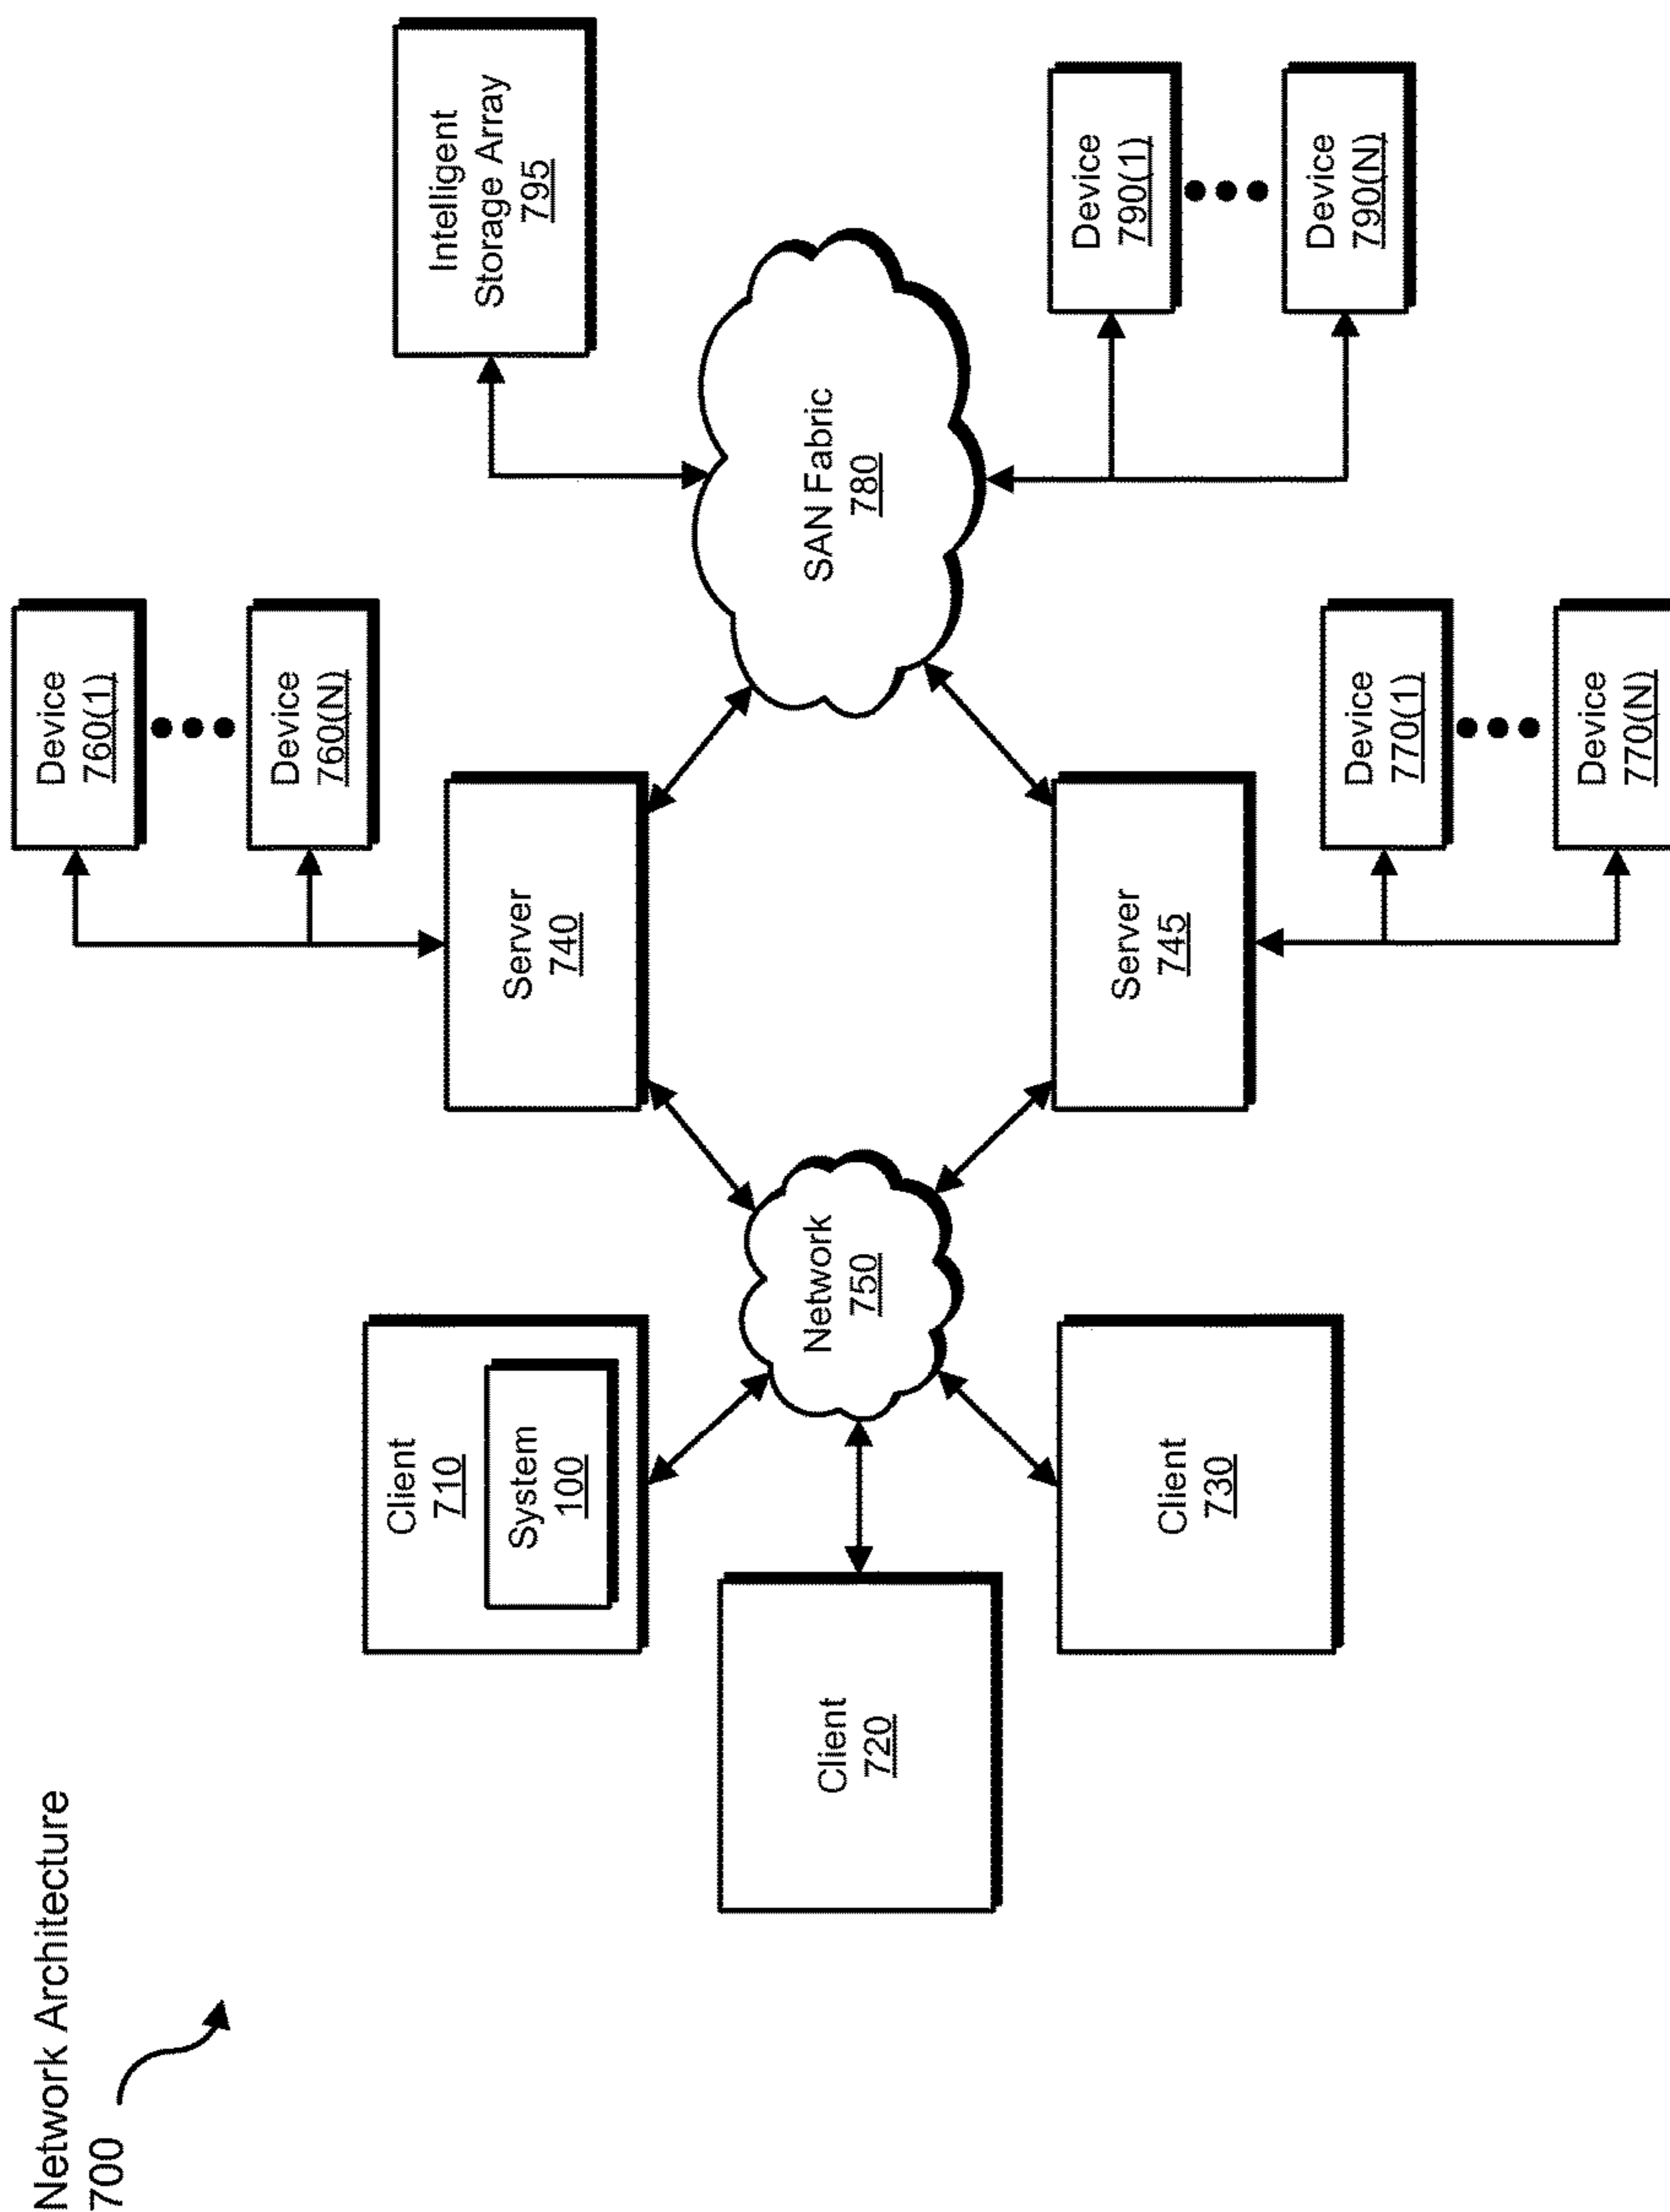 Network Architecture
700
Client
710
System
100
Client
720
Client
730
Network
750
Server
740
Server
745
Device
760(1)
Device
760(N)
Device
770(1)
Device
770(N)
SAN Fabric
780
Intelligent
Storage Array
795
Device
790(1)
Device
790(N)